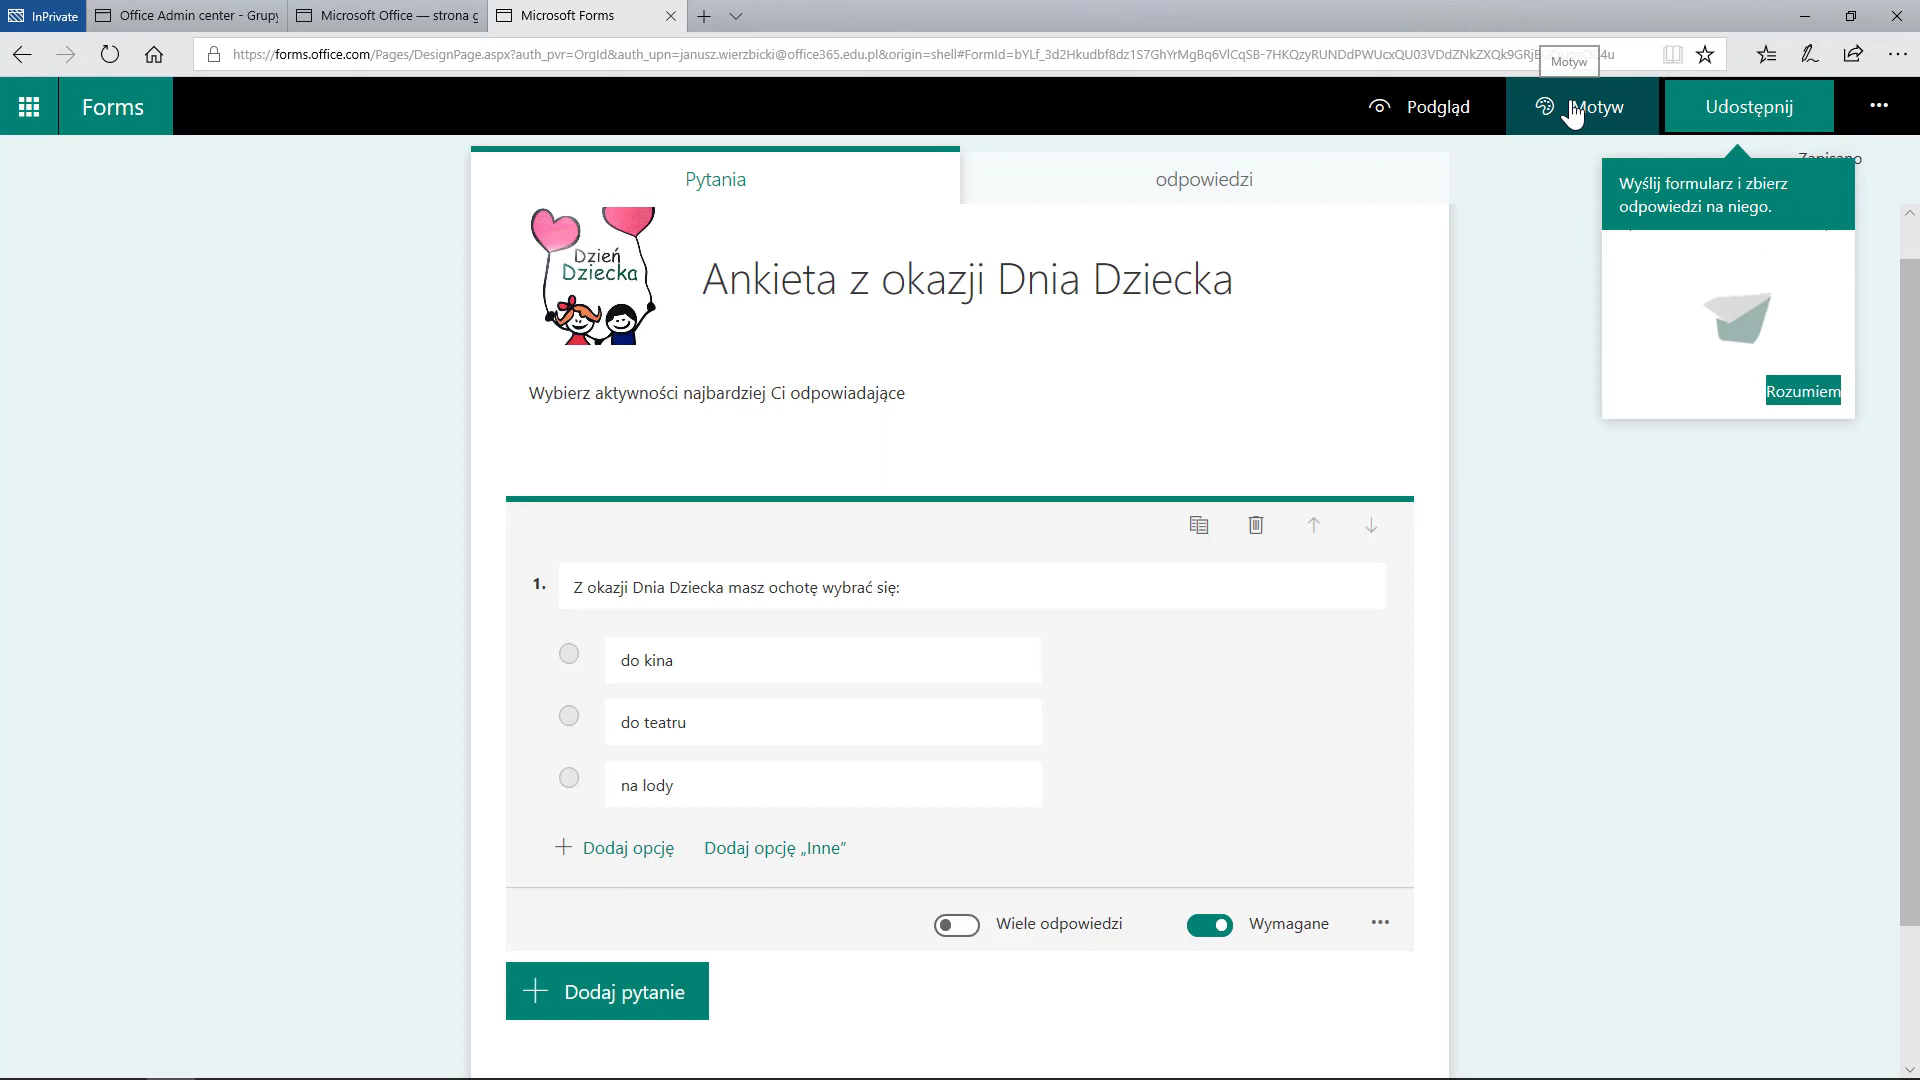 InPrivate
Office Admin center - Grupy
Microsoft Office — strona g
Microsoft Forms
https://forms.office.com/Pages/DesignPage.aspx?auth_pvr=OrgId&auth_upn=janusz.wierzbicki@office365.edu.pl&origin=shell#FormId=bYLf_3d2Hkudbf8dz1S7GhYrMgBq6VlCqSB-7HKQzyRUNDdPWUcxQU03VDdZNkZXQk9GRjE
4u
Motyw
Forms
Podgląd
Motyw
Udostępnij
Zapisano
Wyślij formularz i zbierz
odpowiedzi na niego.
Rozumiem
Pytania
odpowiedzi
Dzień
Dziecka
Ankieta z okazji Dnia Dziecka
Wybierz aktywności najbardziej Ci odpowiadające
1.
Z okazji Dnia Dziecka masz ochotę wybrać się:
do kina
do teatru
na lody
Dodaj opcję
Dodaj opcję „Inne”
Wiele odpowiedzi
Wymagane
Dodaj pytanie